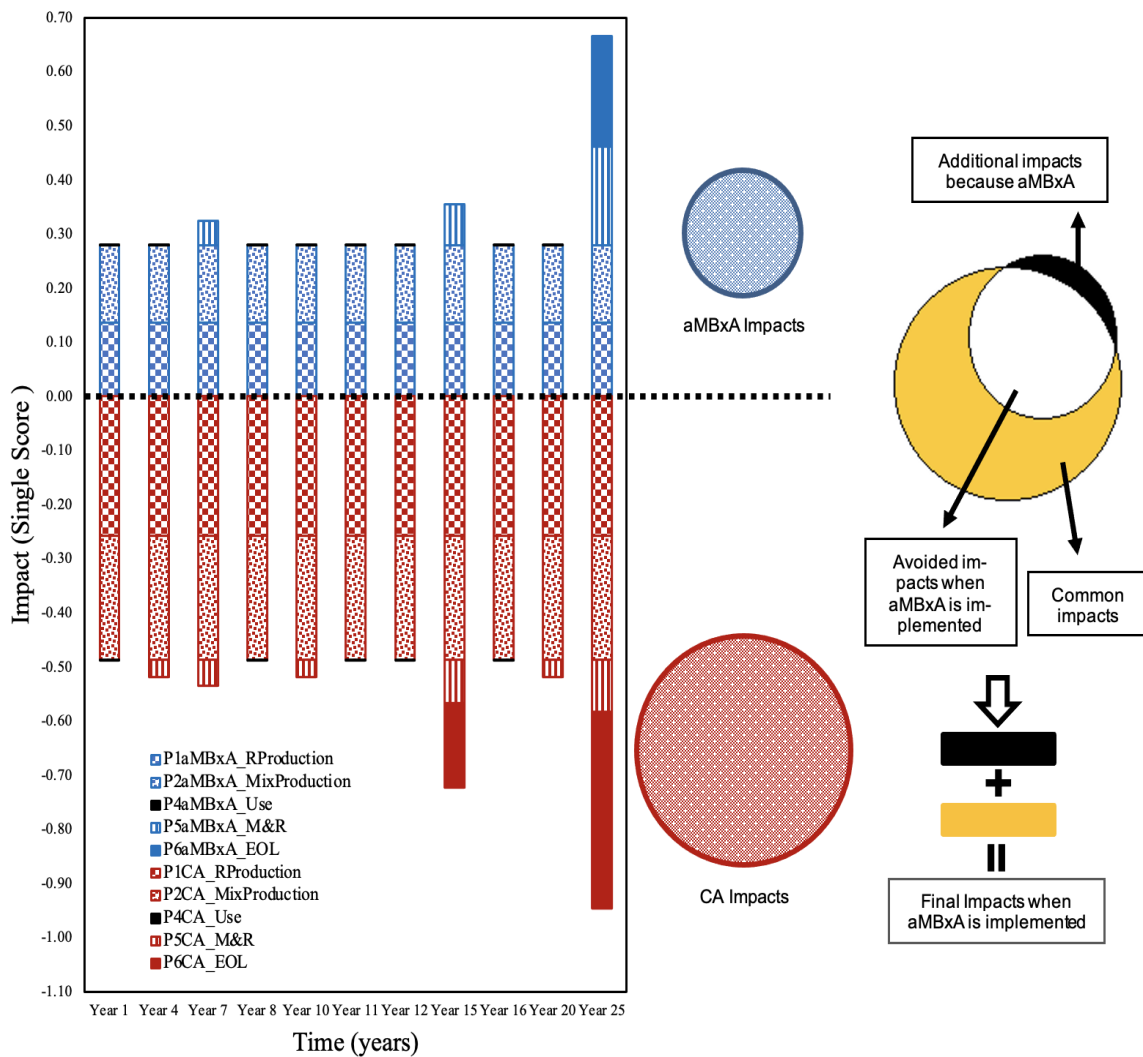 0.70
0.60
0.50
0.40
0.30
0.20
0.10
0.00
-0.10
-0.20
-0.30
-0.40
-0.50
-0.60
-0.70
-0.80
-0.90
-1.00
-1.10
Impact (Single Score )
P1aMBxA_RProduction
P2aMBxA_MixProduction
P4aMBxA_Use
P5aMBxA_M&R
P6aMBxA_EOL
P1CA_RProduction
P2CA_MixProduction
P4CA_Use
P5CA_M&R
P6CA_EOL
Year 1 Year 4 Year 7 Year 8 Year 10 Year 11 Year 12 Year 15 Year 16 Year 20 Year 25
Time (years)
aMBxA Impacts
CA Impacts
Additional impacts
because aMBxA
Avoided im-
pacts when
aMBxA is im-
plemented
Common
impacts
+
=
Final Impacts when
aMBxA is implemented